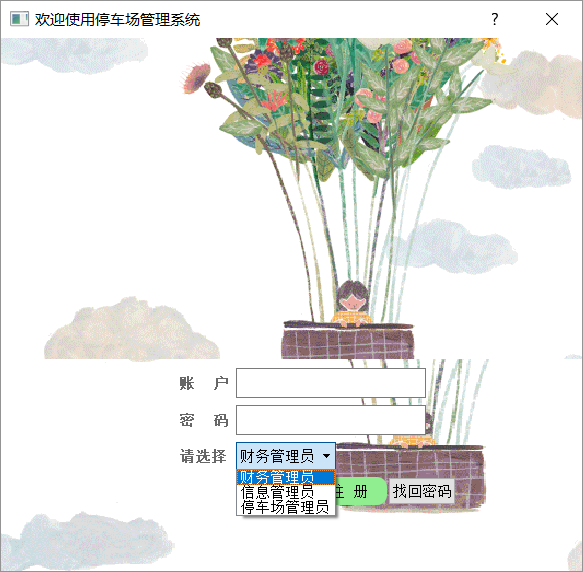 欢迎使用停车场管理系统
账 户
密 码
请选择 财务管理员
财务管理员
信息管理员
停车场管理员
册 找回密码